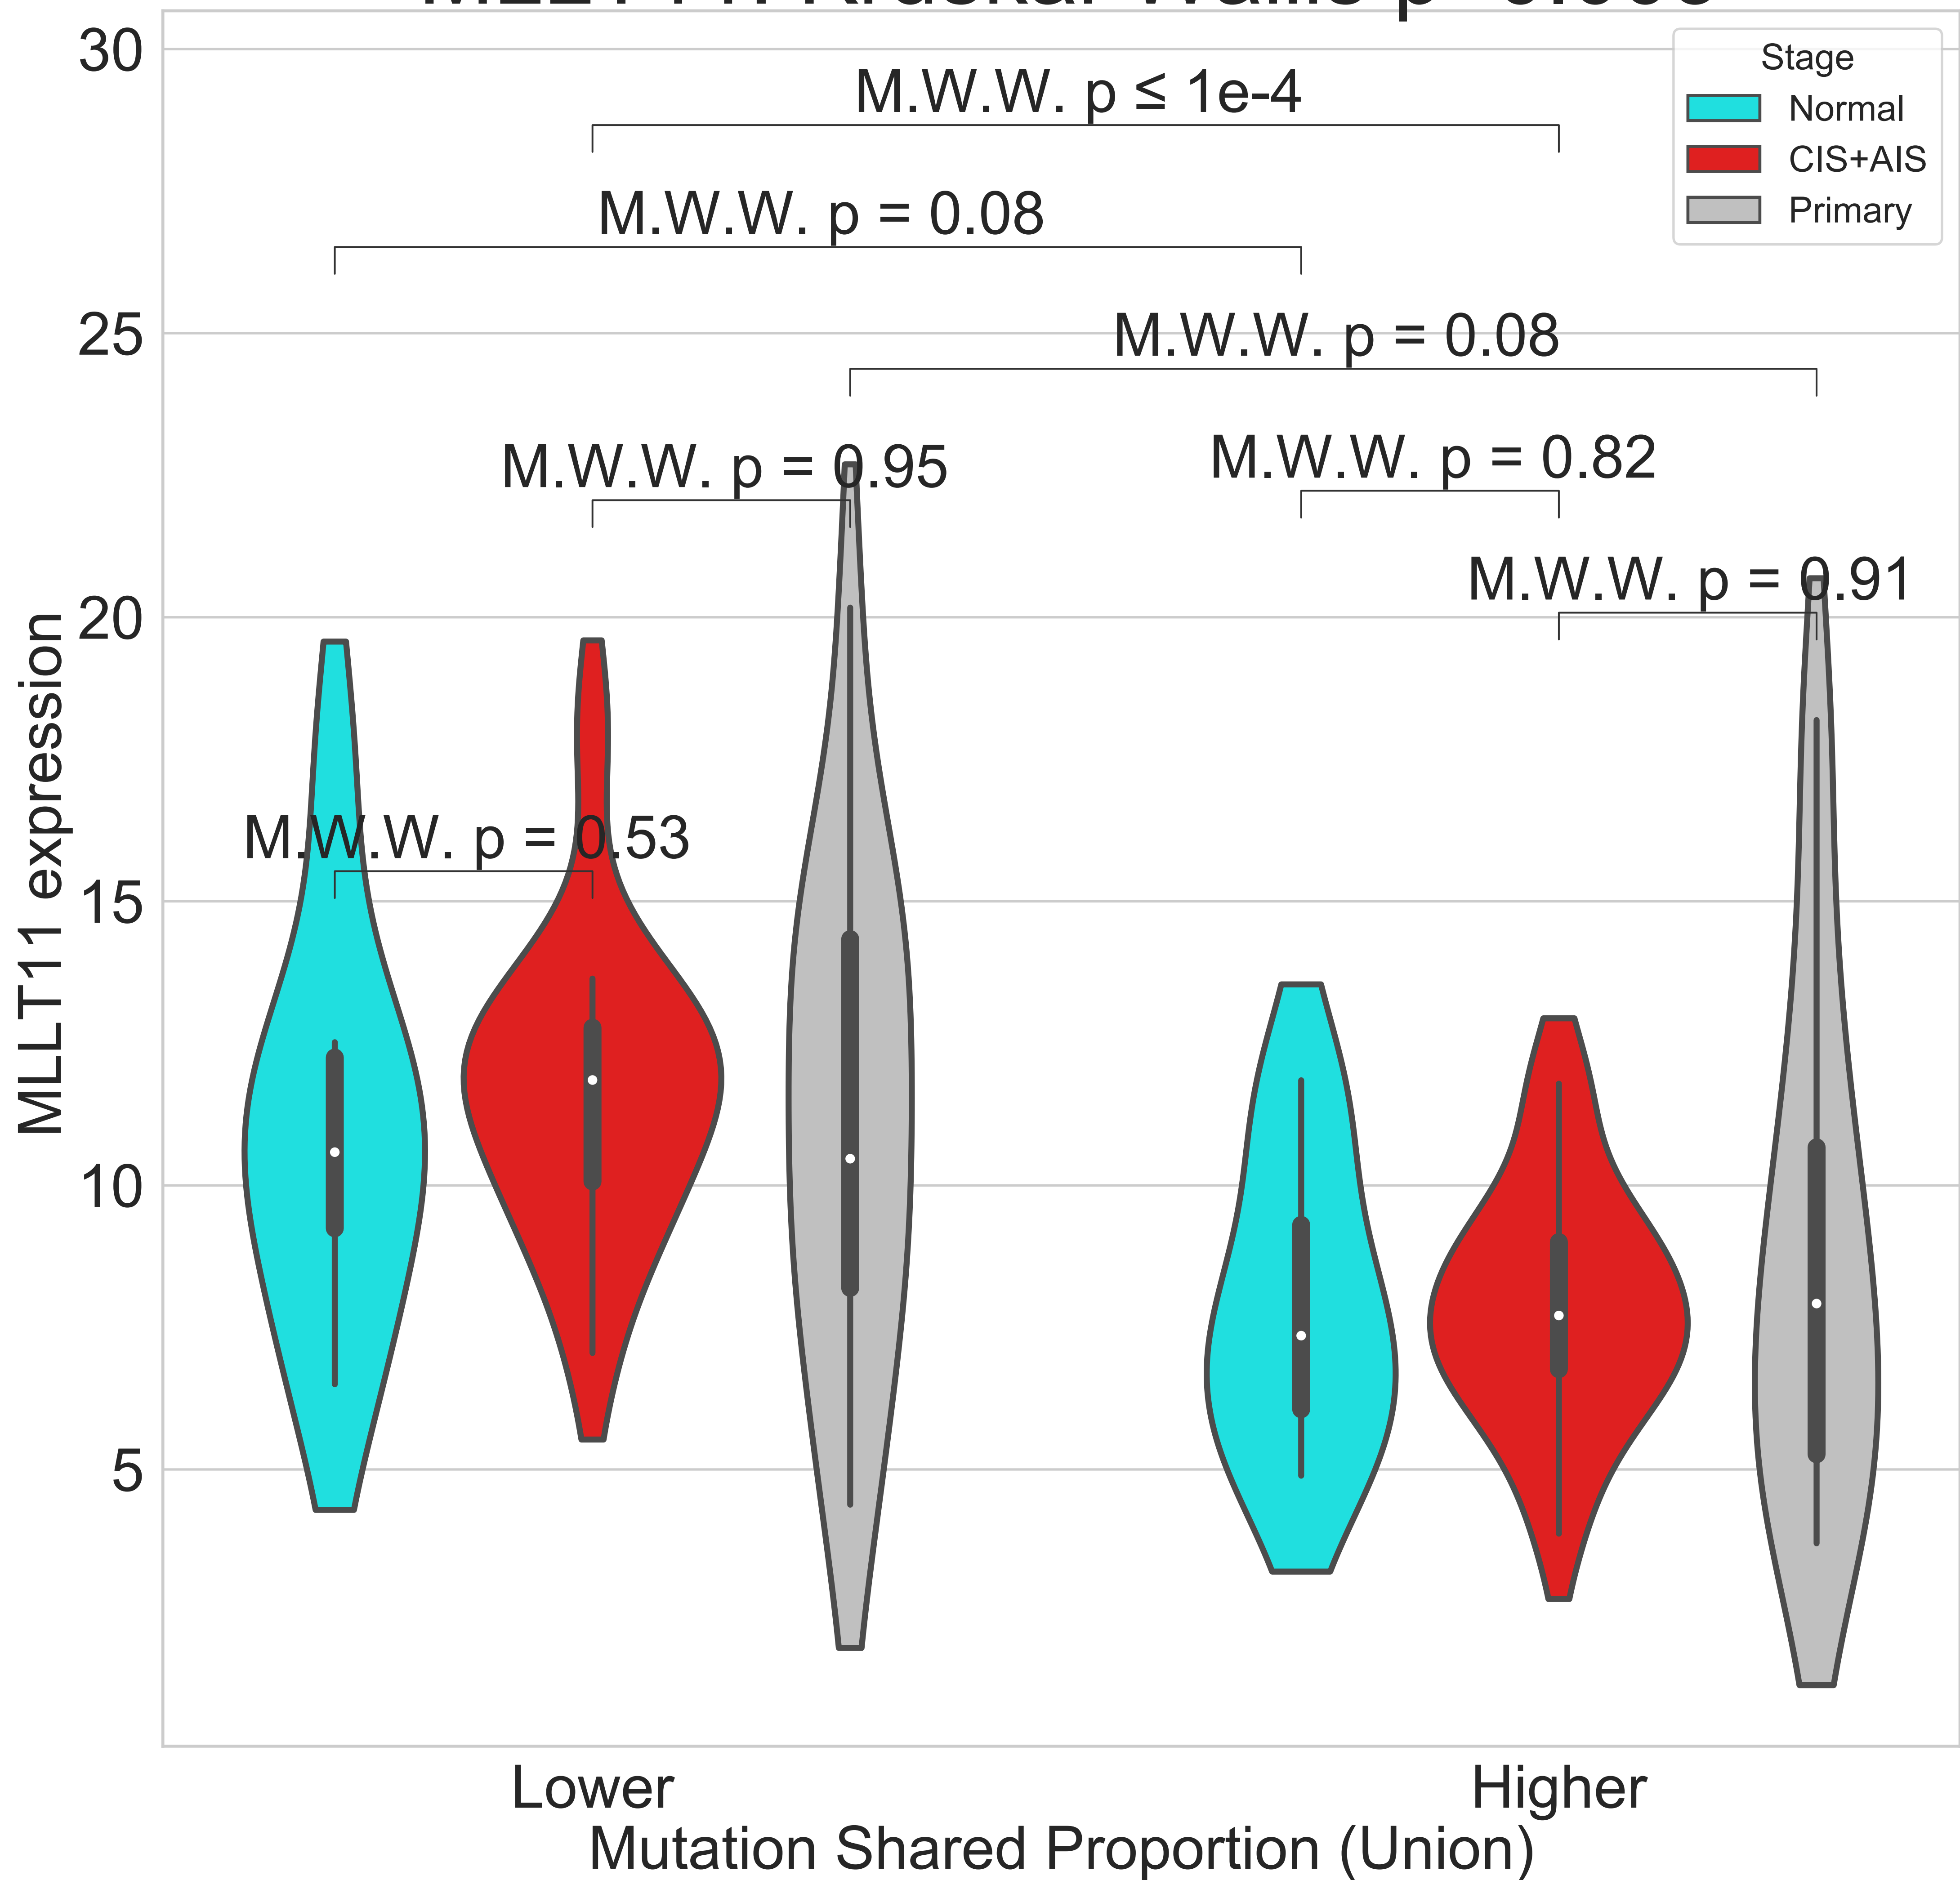 30
25
20
15
10
5
MLLT11 expression
M.W.W. p ≤ 1e-4
M.W.W. p = 0.08
M.W.W. p = 0.08
M.W.W. p = 0.95
M.W.W. p = 0.82
M.W.W. p = 0.91
M.W.W. p = 0.53
Stage
Normal
CIS+AIS
Primary
Lower
Higher
Mutation Shared Proportion (Union)